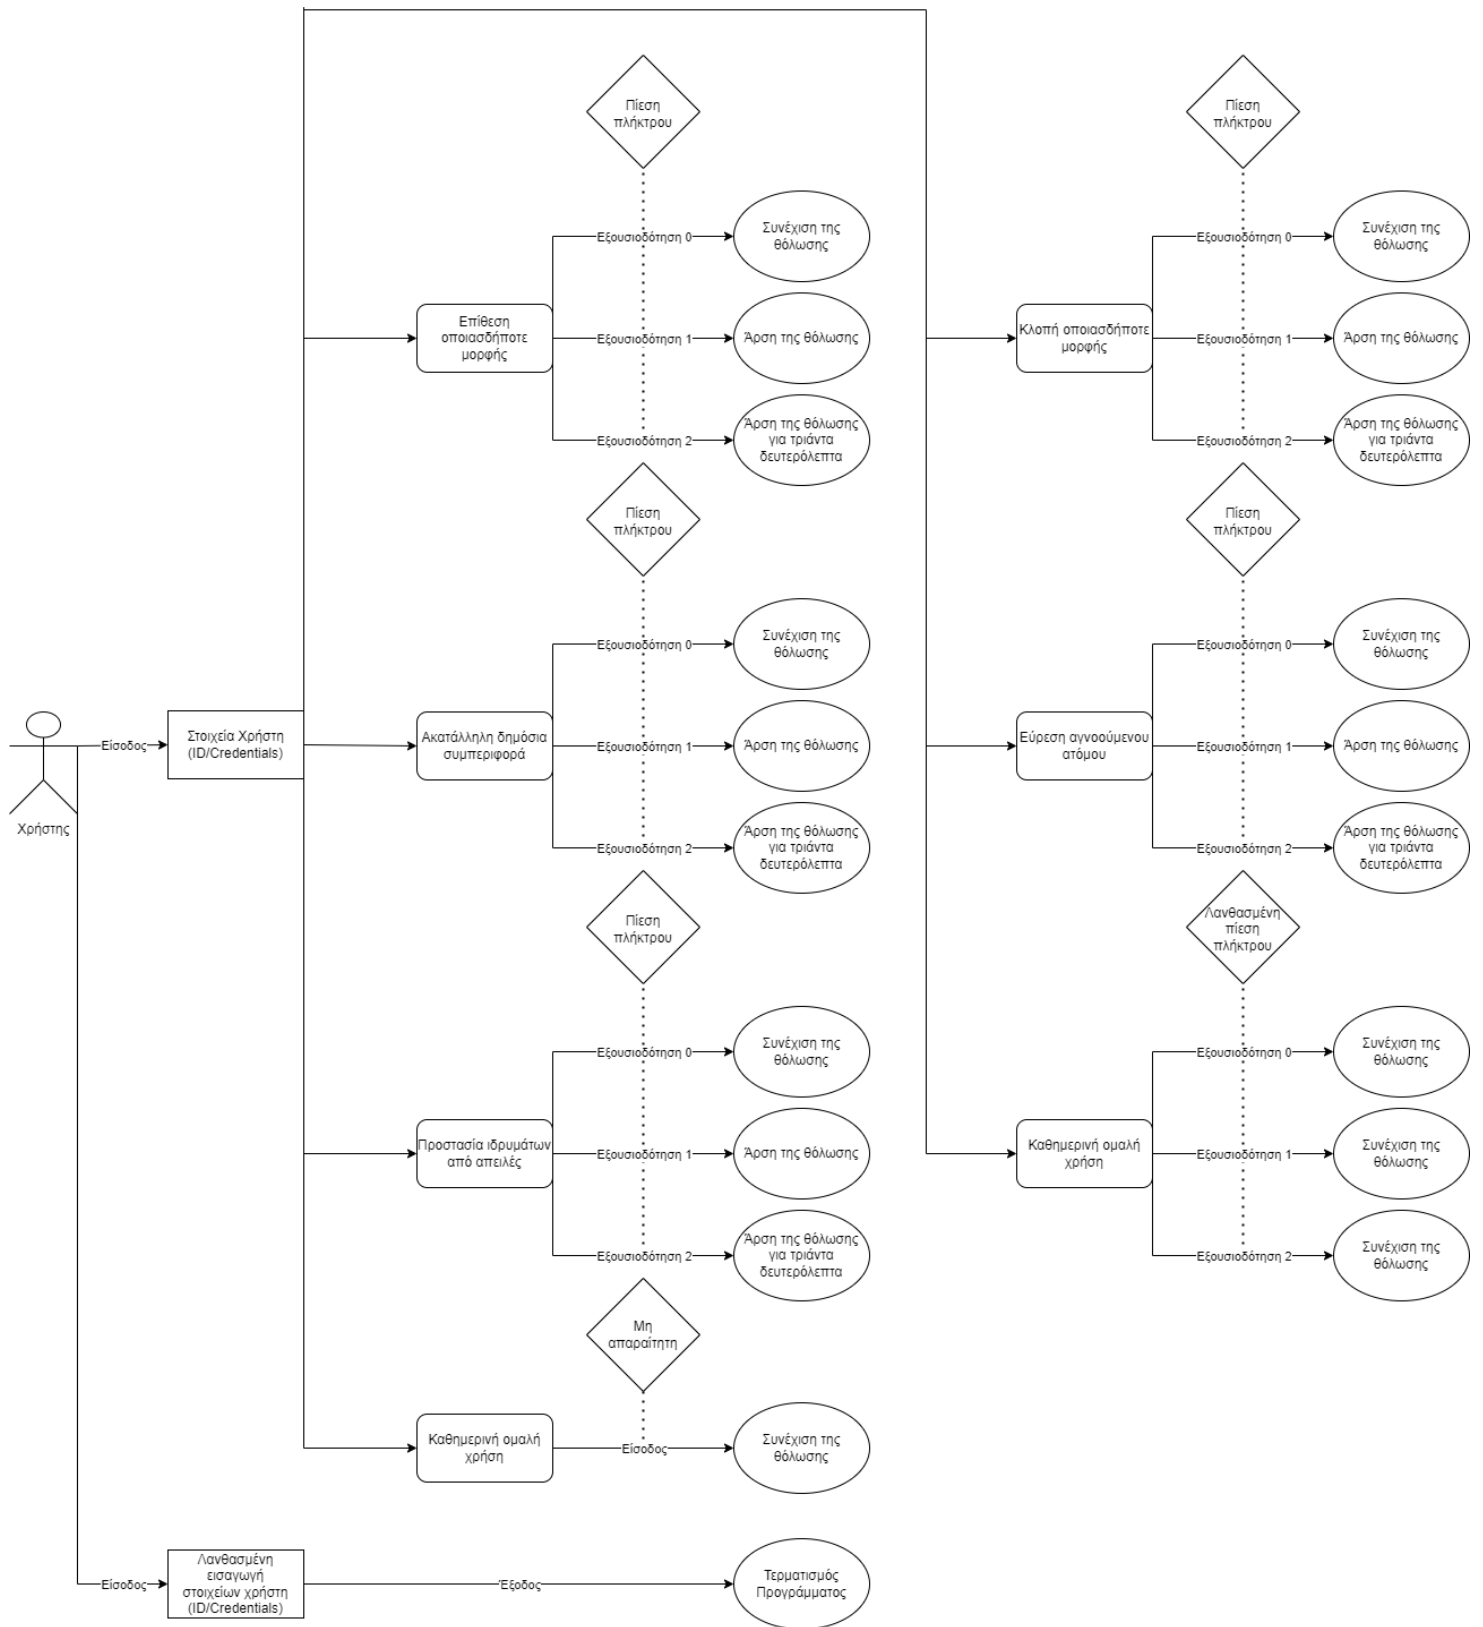 Πίεση
πλήκτρου
Εξουσιοδότηση 0
Συνέχιση της
θόλωσης
Επίθεση
οποιασδήποτε
μορφής
Εξουσιοδότηση 1
Άρση της θόλωσης
Εξουσιοδότηση 2
Άρση της θόλωσης
για τριάντα
δευτερόλεπτα
Πίεση
πλήκτρου
Εξουσιοδότηση 0
Συνέχιση της
θόλωσης
Κλοπή οποιασδήποτε
μορφής
Εξουσιοδότηση 1
Άρση της θόλωσης
Εξουσιοδότηση 2
Άρση της θόλωσης
για τριάντα
δευτερόλεπτα
Χρήστης
Είσοδος
Στοιχεία Χρήστη
(ID/Credentials)
Πίεση
πλήκτρου
Εξουσιοδότηση 0
Συνέχιση της
θόλωσης
Ακατάλληλη δημόσια
συμπεριφορά
Εξουσιοδότηση 1
Άρση της θόλωσης
Εξουσιοδότηση 2
Άρση της θόλωσης
για τριάντα
δευτερόλεπτα
Πίεση
πλήκτρου
Εξουσιοδότηση 0
Συνέχιση της
θόλωσης
Εύρεση αγνοούμενου
ατόμου
Εξουσιοδότηση 1
Άρση της θόλωσης
Εξουσιοδότηση 2
Άρση της θόλωσης
για τριάντα
δευτερόλεπτα
Πίεση
πλήκτρου
Εξουσιοδότηση 0
Συνέχιση της
θόλωσης
Προστασία ιδρυμάτων
από απειλές
Εξουσιοδότηση 1
Άρση της θόλωσης
Εξουσιοδότηση 2
Άρση της θόλωσης
για τριάντα
δευτερόλεπτα
Λανθασμένη
πίεση
πλήκτρου
Εξουσιοδότηση 0
Συνέχιση της
θόλωσης
Καθημερινή ομαλή
χρήση
Εξουσιοδότηση 1
Συνέχιση της
θόλωσης
Εξουσιοδότηση 2
Συνέχιση της
θόλωσης
Μη
απαραίτητη
Καθημερινή ομαλή
χρήση
Είσοδος
Συνέχιση της
θόλωσης
Είσοδος
Λανθασμένη
εισαγωγή
στοιχείων χρήστη
(ID/Credentials)
Έξοδος
Τερματισμός
Προγράμματος